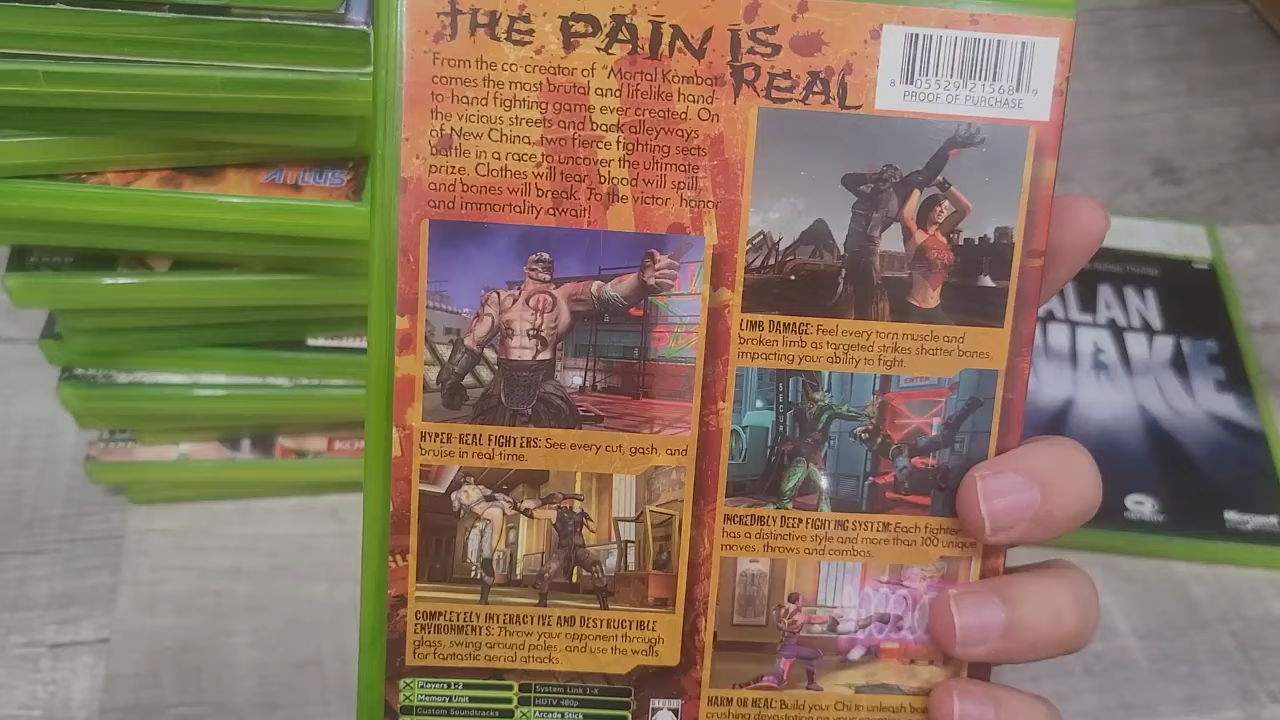 THE PAIN IS
REAL
From the co-creator of "Mortal Kombat
comes the most brutal and lifelike hand-
to-hand fighting game ever created. On
the vicious streets and back alleyways
of New China, two fierce fighting sects
battle in a race to uncover the ultimate
prize. Clothes will tear, blood will spill,
and bones will break. To the victor, honor
and immortality await!
8 05529 21568 9
PROOF OF PURCHASE
HYPER-REAL FIGHTERS: See every cut, gash, and
bruise in real-time.
COMPLETELY INTERACTIVE AND DESTRUCTIBLE
ENVIRONMENTS: Throw your opponent through
glass, swing around poles, and use the walls
for fantastic aerial attacks.
LIMB DAMAGE: Feel every torn muscle and
broken limb as targeted strikes shatter bones,
impacting your ability to fight.
ENTER
INCREDIBLY DEEP FIGHTING SYSTEM: Each fighter
has a distinctive style and more than 100 unique
moves, throws and combos.
HARM OR HEAL: Build your Chi to unleash
crushing
Players 1-2
Memory Unit
Custom Soundtracks
System Link 1-X
HDTV 480p
Arcade Stick
ATLUS
ALAN
WAKE